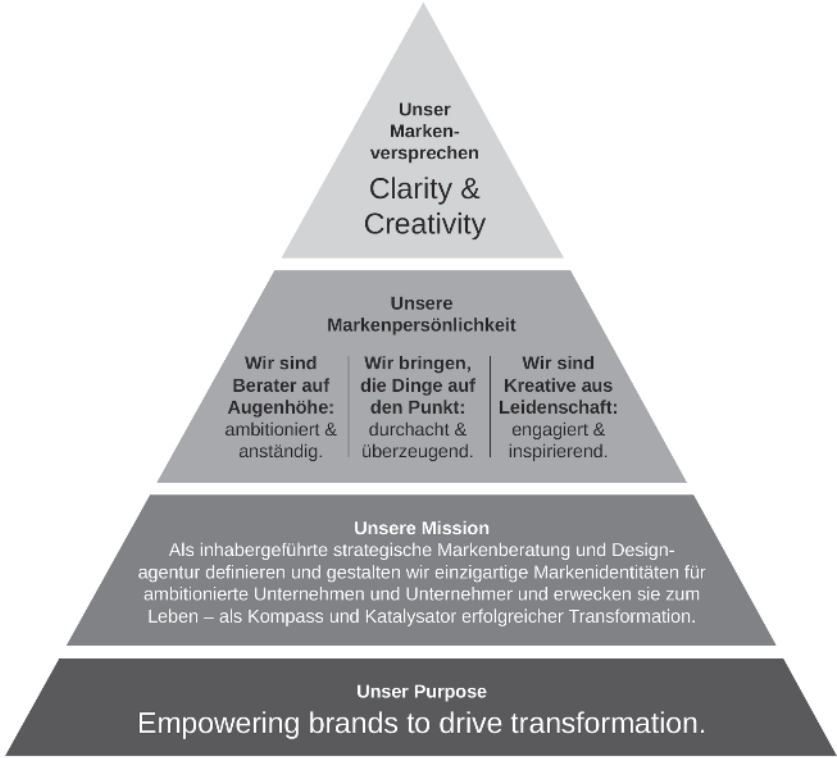 Unser
Marken-
versprechen
Clarity &
Creativity
Unsere
Markenpersönlichkeit
Wir sind
Berater auf
Augenhöhe:
ambitioniert &
anständig.
Wir bringen,
die Dinge auf
den Punkt:
durchacht &
überzeugend.
Wir sind
Kreative aus
Leidenschaft:
engagiert &
inspirierend.
Unsere Mission
Als inhabergeführte strategische Markenberatung und Design-
agentur definieren und gestalten wir einzigartige Markenidentitäten für
ambitionierte Unternehmen und Unternehmer und erwecken sie zum
Leben – als Kompass und Katalysator erfolgreicher Transformation.
Unser Purpose
Empowering brands to drive transformation.